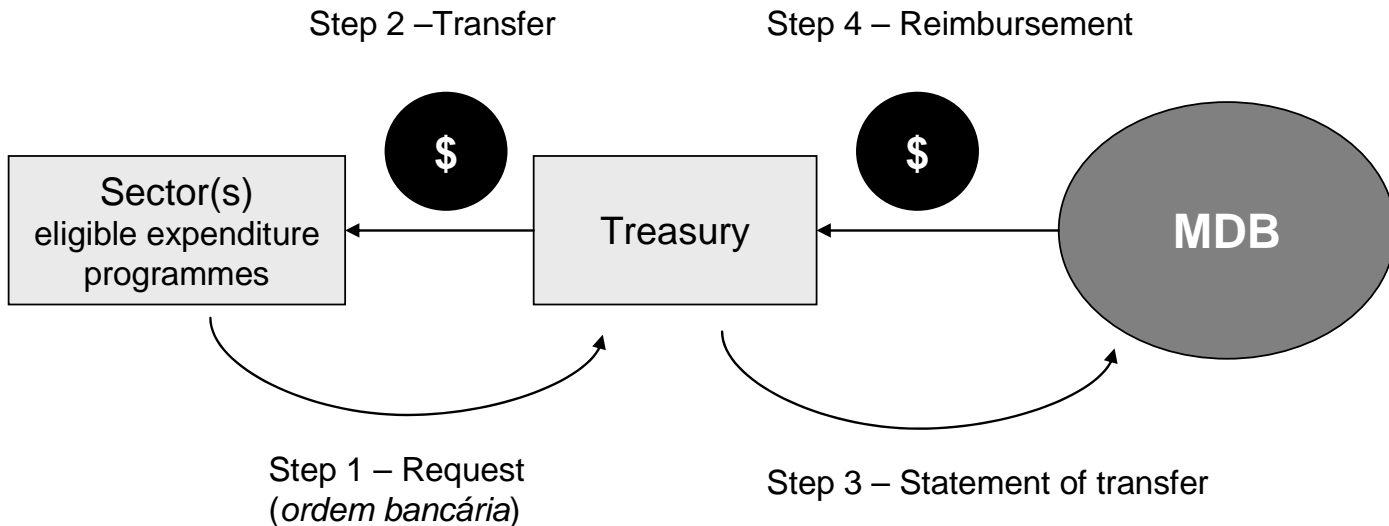 Step 2 –Transfer
Step 4 – Reimbursement
$
$
Sector(s)
eligible expenditure
programmes
Treasury
MDB
Step 1 – Request
(ordem bancária)
Step 3 – Statement of transfer